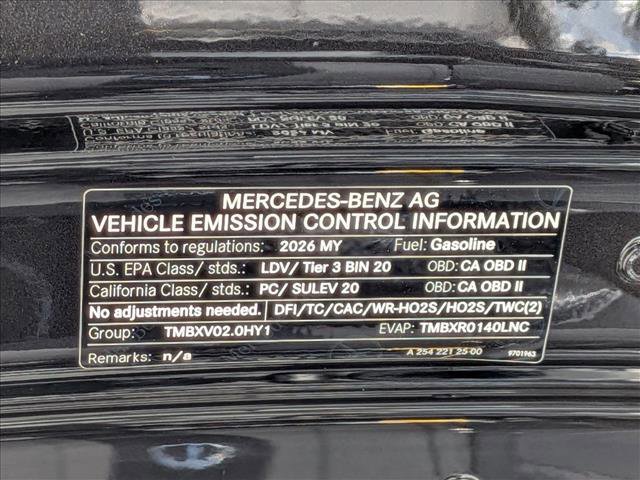 MERCEDES-BENZ AG
VEHICLE EMISSION CONTROL INFORMATION
Conforms to regulations: 2026 MY Fuel: Gasoline
U.S. EPA Class/ stds.: LDV/ Tier 3 BIN 20 OBD: CA OBD II
California Class/ stds.: PC/ SULEV 20 OBD: CA OBD II
No adjustments needed. DFI/TC/CAC/WR-HO2S/HO2S/TWC(2)
Group: TMBXV02.0HY1 EVAP: TMBXR0140LNC
Remarks: n/a A 254 221 25 00 9701963